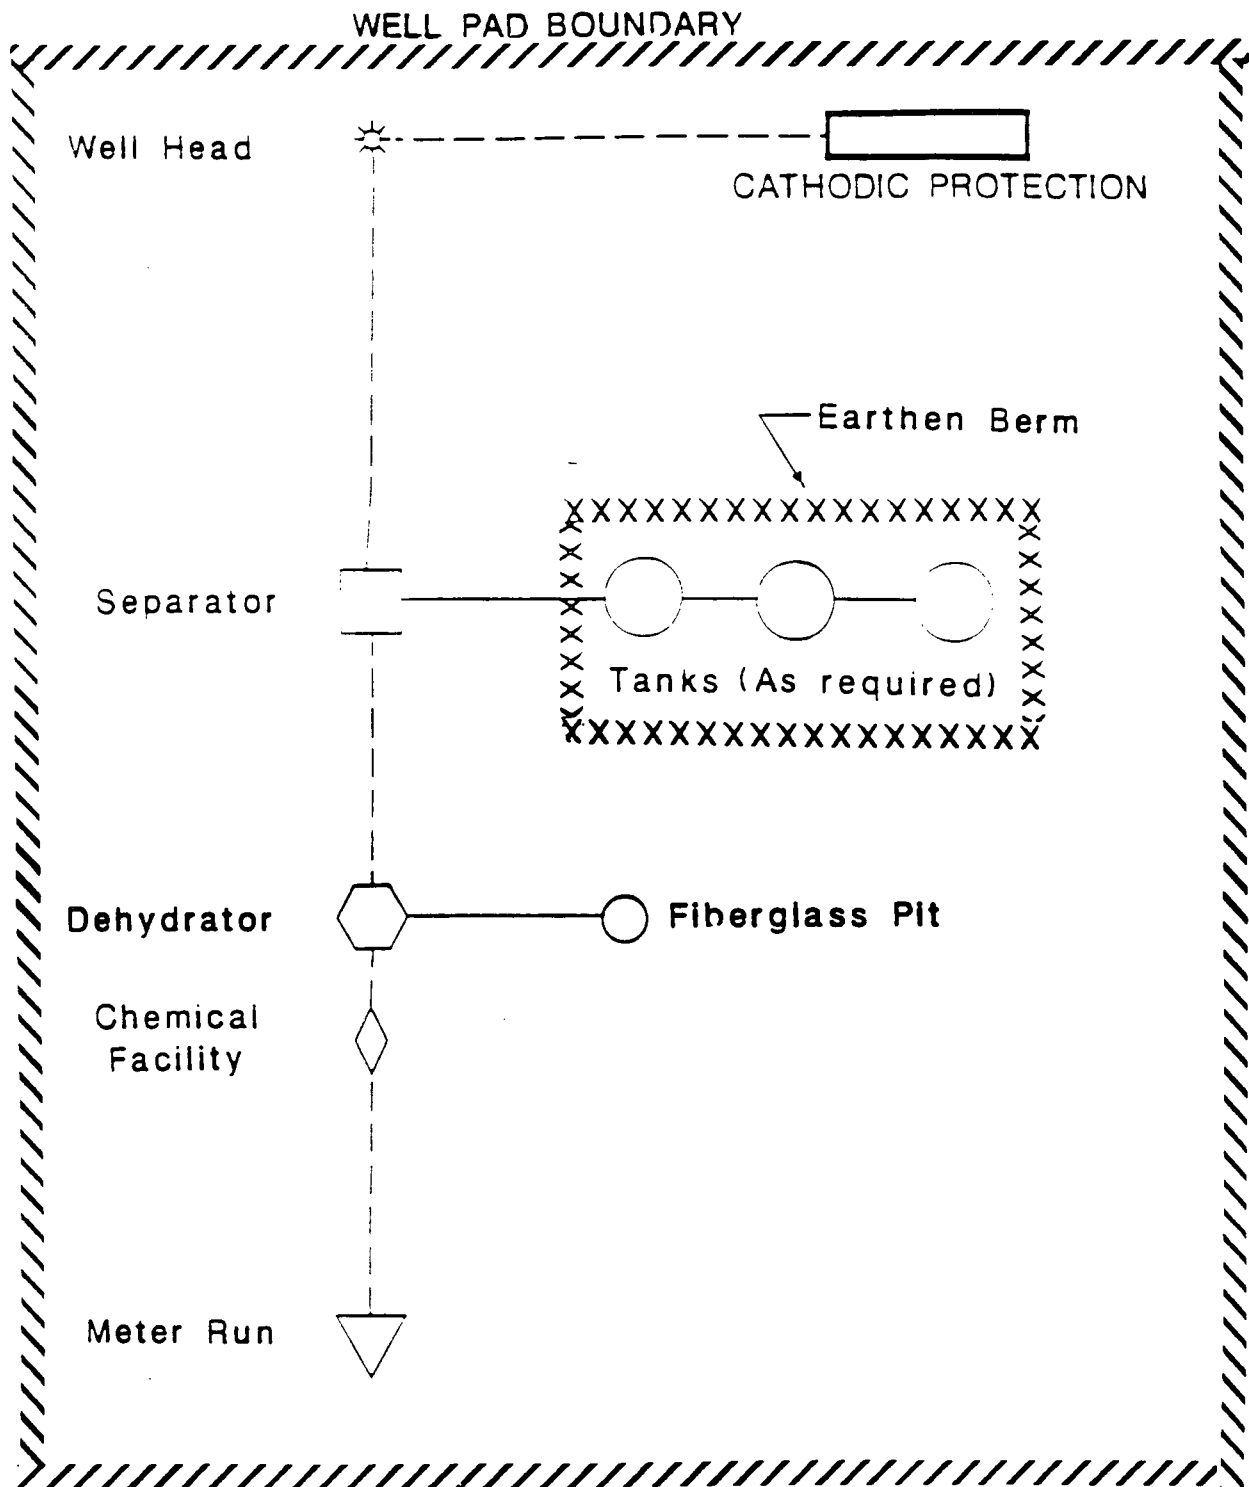 WELL PAD BOUNDARY
Well Head
CATHODIC PROTECTION
Earthen Berm
Separator
Tanks (As required)
Dehydrator
Fiberglass Pit
Chemical
Facility
Meter Run